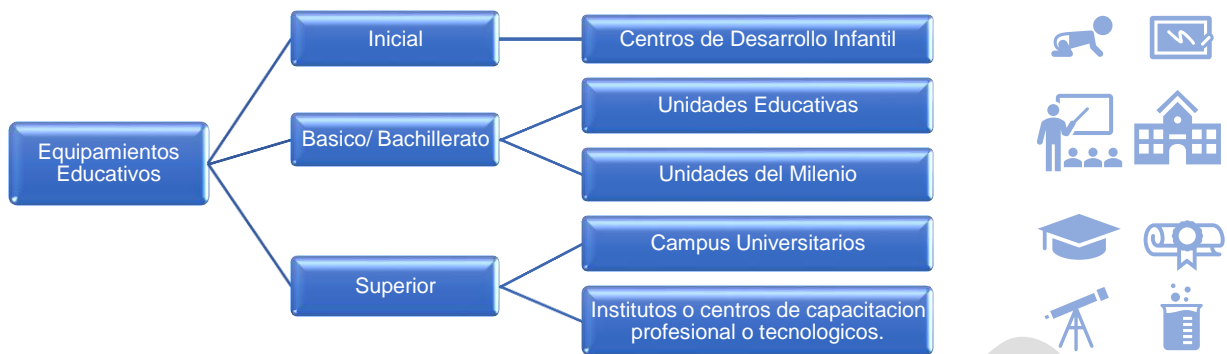 Equipamientos
Educativos
Inicial
Centros de Desarrollo Infantil
Basico/ Bachillerato
Unidades Educativas
Unidades del Milenio
Superior
Campus Universitarios
Institutos o centros de capacitacion
profesional o tecnologicos.